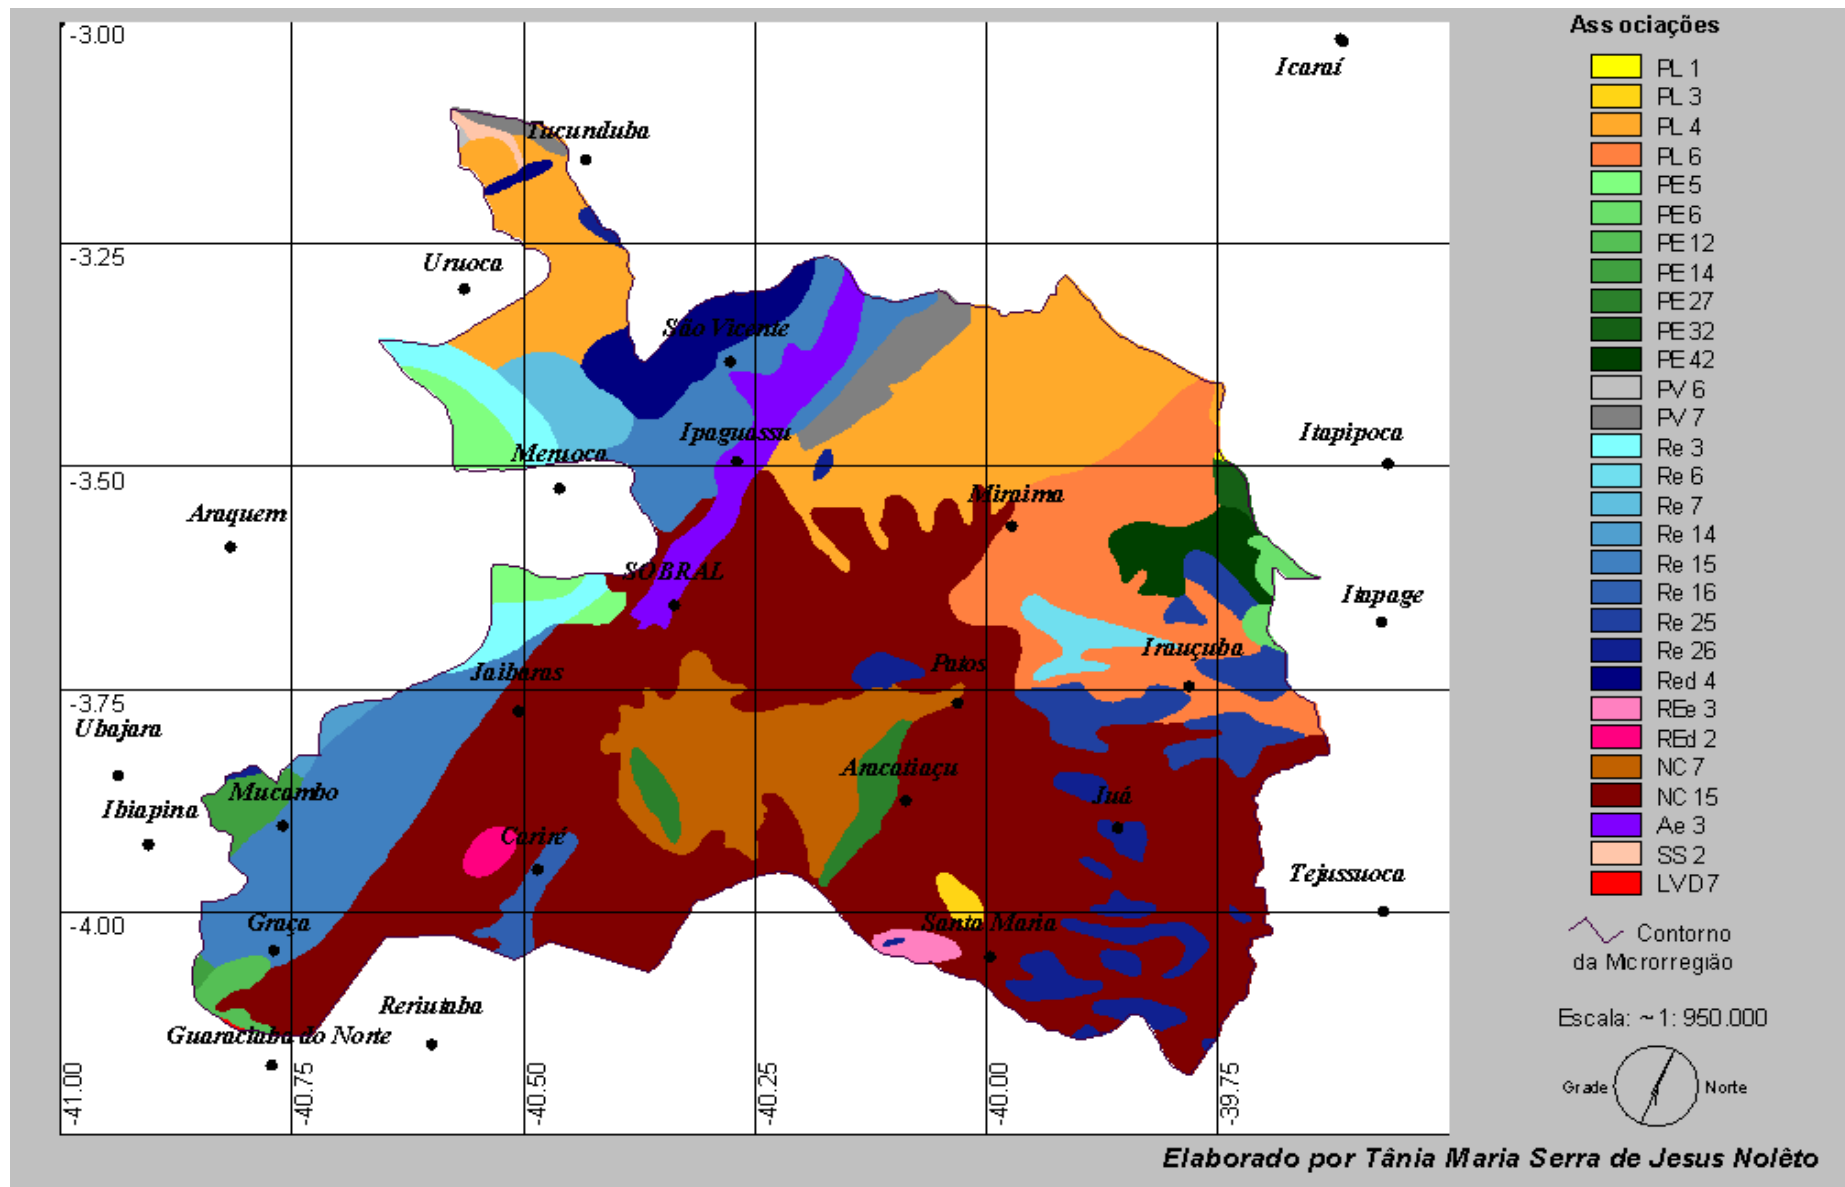 Associações
PL 1
PL 3
PL 4
PL 6
PE 5
PE 6
PE 12
PE 14
PE 27
PE 32
PE 42
PV 6
PV 7
Re 3
Re 6
Re 7
Re 14
Re 15
Re 16
Re 25
Re 26
Red 4
REe 3
REd 2
NC 7
NC 15
Ae 3
SS 2
LVD 7
Contorno
da Microrregião
Escala: ~ 1: 950.000
Grade
Norte
-3.00
-3.25
-3.50
-3.75
-4.00
-41.00
-40.75
-40.50
-40.25
-40.00
-39.75
Icaraí
Tucunduba
Uruoca
São Vicente
Ipaguassu
Itapipoca
Meruoca
Miraima
Araquem
SOBRAL
Itapage
Irauçuba
Patos
Jaibaras
Ubajara
Aracatiaçu
Mucambo
Juá
Ibiapina
Cariré
Tejussuoca
Graça
Santa Maria
Reriutaba
Guaraciaba do Norte
Elaborado por Tânia Maria Serra de Jesus Nolêto